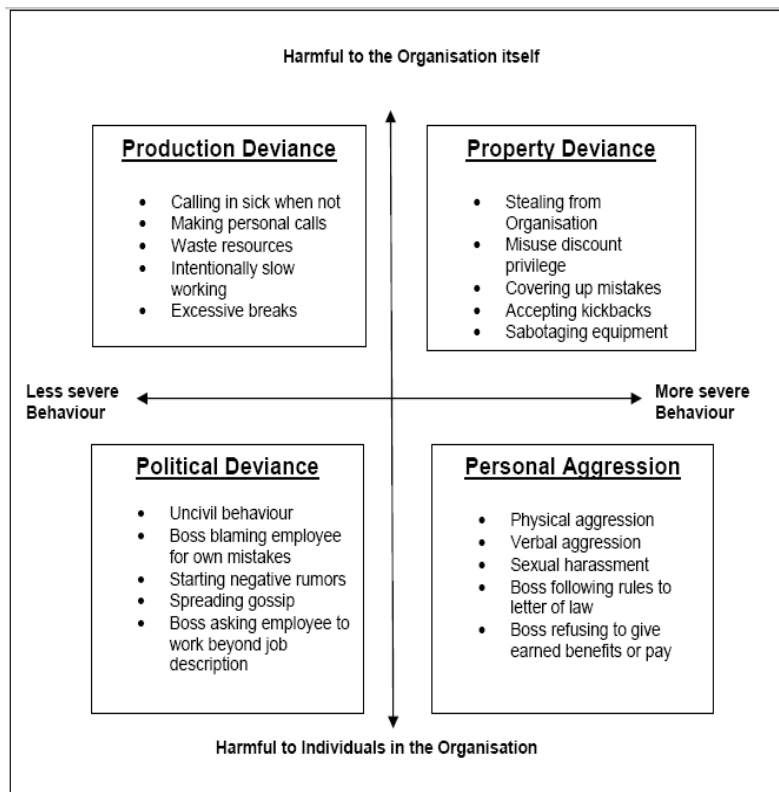 Harmful to the Organisation itself
Production Deviance
• Calling in sick when not
• Making personal calls
• Waste resources
• Intentionally slow
working
• Excessive breaks
Property Deviance
• Stealing from
Organisation
• Misuse discount
privilege
• Covering up mistakes
• Accepting kickbacks
• Sabotaging equipment
Less severe
Behaviour
More severe
Behaviour
Political Deviance
• Uncivil behaviour
• Boss blaming employee
for own mistakes
• Starting negative rumors
• Spreading gossip
• Boss asking employee to
work beyond job
description
Personal Aggression
• Physical aggression
• Verbal aggression
• Sexual harassment
• Boss following rules to
letter of law
• Boss refusing to give
earned benefits or pay
Harmful to Individuals in the Organisation